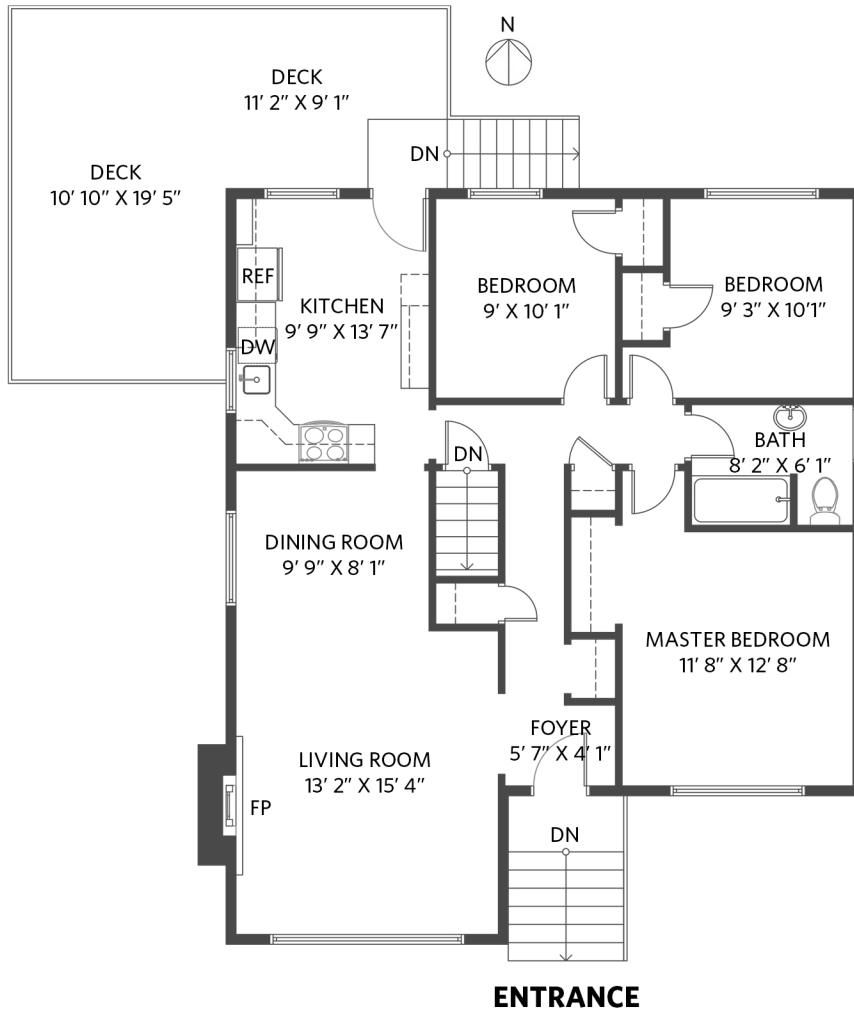 N
DECK
11’ 2” X 9’ 1”
DN
DECK
10’ 10” X 19’ 5”
REF
KITCHEN
9’ 9” X 13’ 7”
DW
BEDROOM
9’ X 10’ 1”
BEDROOM
9’ 3” X 10’1”
BATH
8’ 2” X 6’ 1”
DN
DINING ROOM
9’ 9” X 8’ 1”
MASTER BEDROOM
11’ 8” X 12’ 8”
FOYER
5’ 7” X 4’ 1”
LIVING ROOM
13’ 2” X 15’ 4”
FP
DN
ENTRANCE